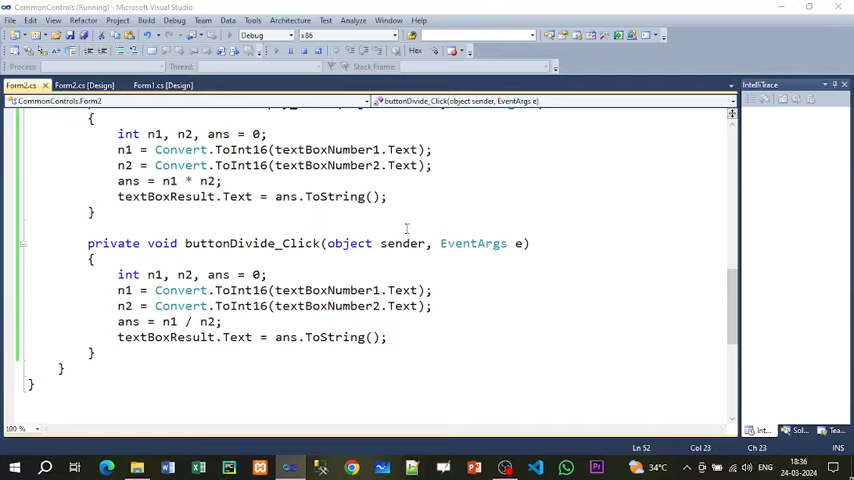 CommonControls (Running) - Microsoft Visual Studio
File Edit View Refactor Project Build Debug Team Data Tools Architecture Test Analyze Window Help
Debug x86
Hex
Process: Thread: Stack Frame:
Form2.cs Form2.cs [Design] Form1.cs [Design] IntelliTrace
CommonControls.Form2 buttonDivide_Click(object sender, EventArgs e)
{
int n1, n2, ans = 0;
n1 = Convert.ToInt16(textBoxNumber1.Text);
n2 = Convert.ToInt16(textBoxNumber2.Text);
ans = n1 * n2;
textBoxResult.Text = ans.ToString();
}
private void buttonDivide_Click(object sender, EventArgs e)
{
int n1, n2, ans = 0;
n1 = Convert.ToInt16(textBoxNumber1.Text);
n2 = Convert.ToInt16(textBoxNumber2.Text);
ans = n1 / n2;
textBoxResult.Text = ans.ToString();
}
}
}
100 %
Int... Sol... Tea...
Ln 52 Col 23 Ch 23 INS
34°C ENG 18:36
24-03-2024